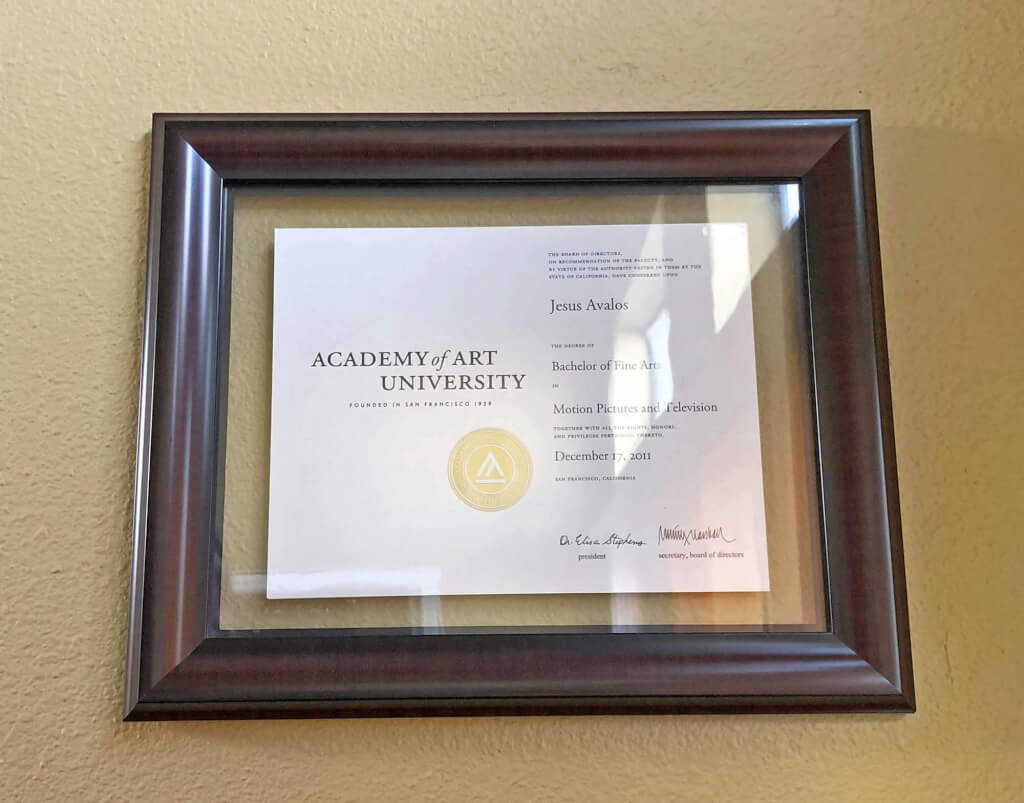 ACADEMY of ART
UNIVERSITY
FOUNDED IN SAN FRANCISCO 1929
THE BOARD OF DIRECTORS,
ON RECOMMENDATION OF THE FACULTY, AND
BY VIRTUE OF THE AUTHORITY VESTED IN THEM BY THE
STATE OF CALIFORNIA, HAVE CONFERRED UPON
Jesus Avalos
THE DEGREE OF
Bachelor of Fine Arts
IN
Motion Pictures and Television
TOGETHER WITH ALL THE RIGHTS, HONORS,
AND PRIVILEGES PERTAINING THERETO.
December 17, 2011
SAN FRANCISCO, CALIFORNIA
Dr. Elisa Stephens
president
secretary, board of directors